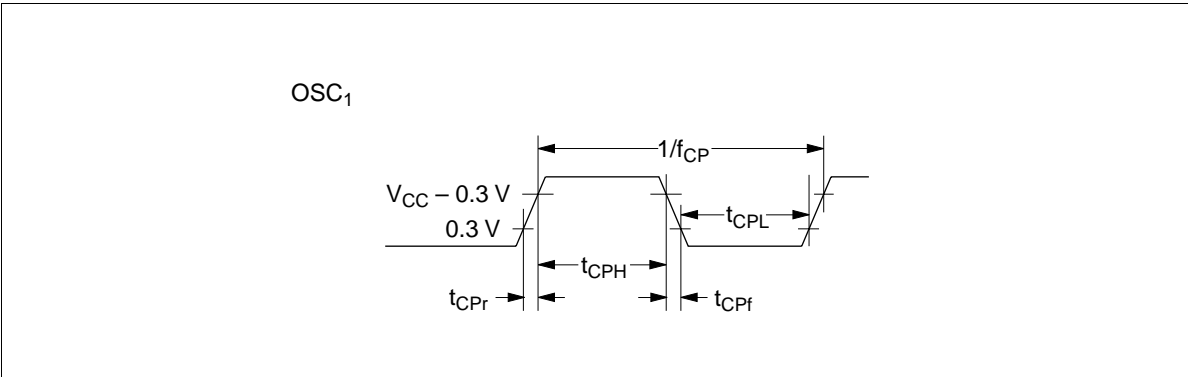 OSC1
1/fCP
VCC – 0.3 V
0.3 V
tCPL
tCPH
tCPr
tCPf